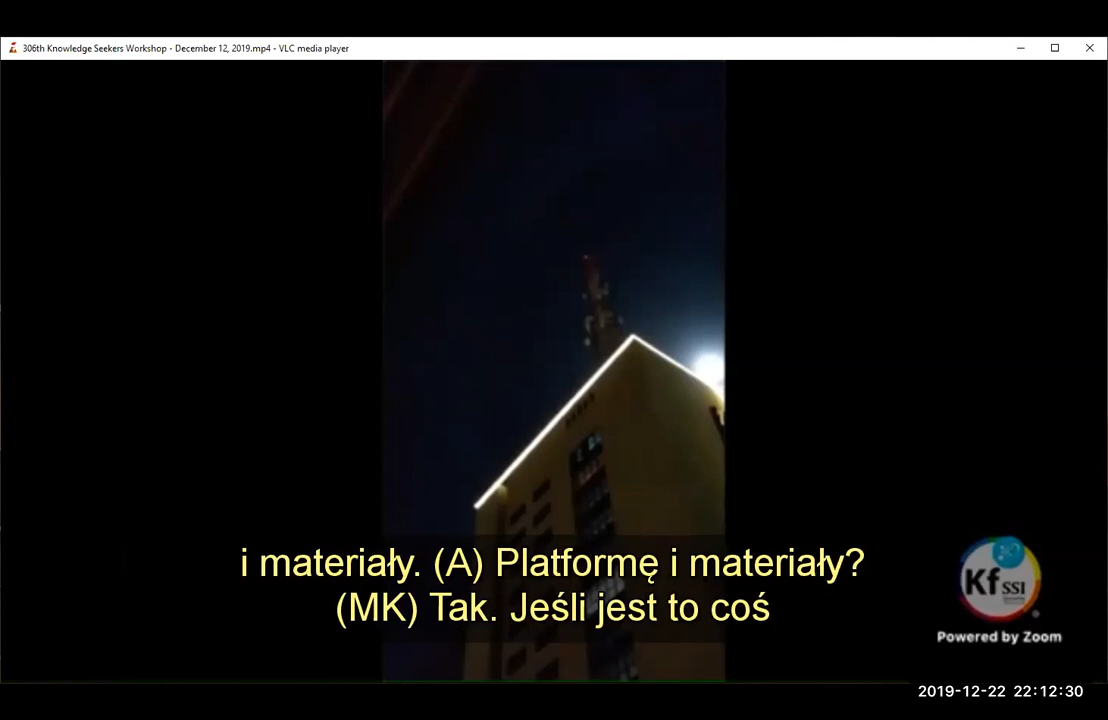 306th Knowledge Seekers Workshop - December 12, 2019.mp4 - VLC media player
i materiały. (A) Platformę i materiały?
(MK) Tak. Jeśli jest to coś
Kf SSI
Powered by Zoom
2019-12-22 22:12:30